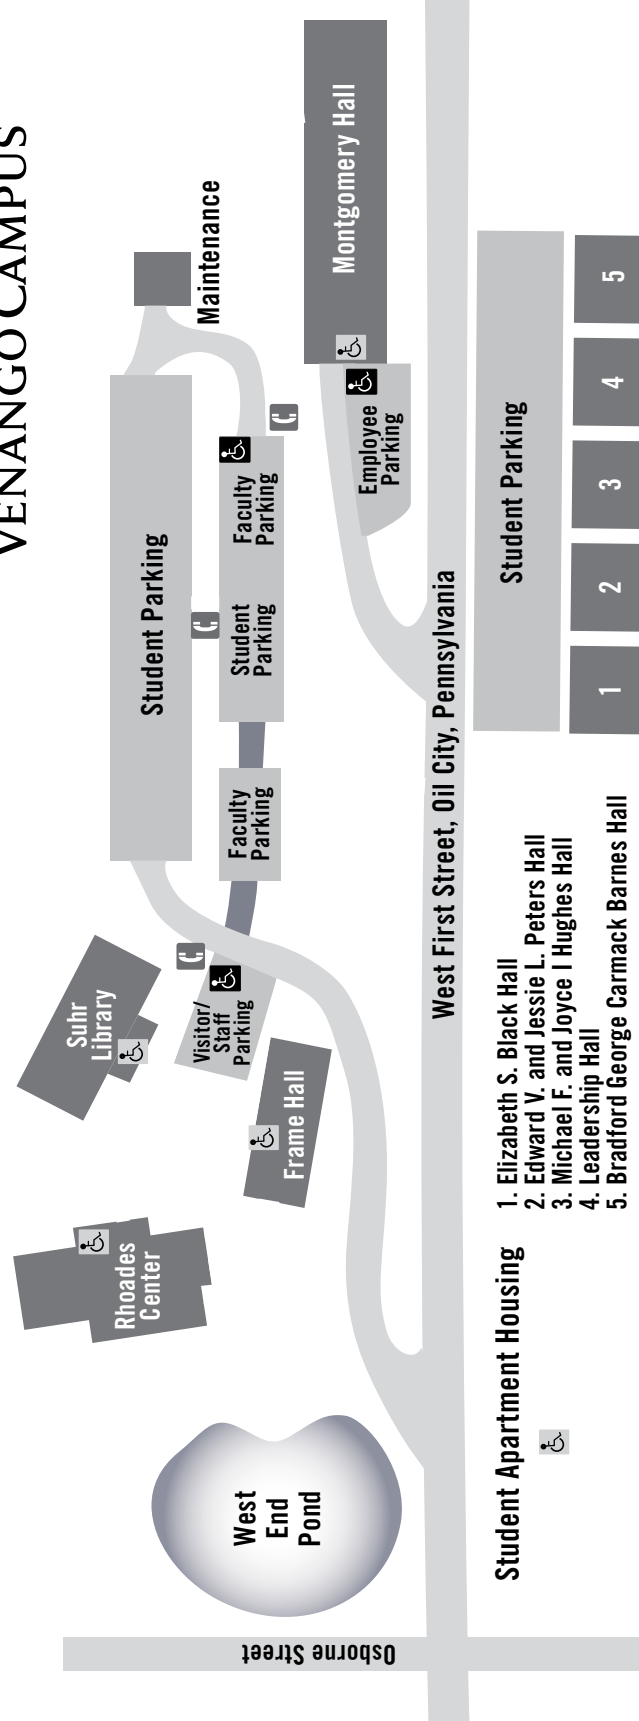 VENANGO CAMPUS
Maintenance
Montgomery Hall
Student Parking
Faculty
Parking
Student
Parking
Faculty
Parking
Employee
Parking
Suhr
Library
Visitor/
Staff
Parking
Frame Hall
Rhoades
Center
West
End
Pond
Osborne Street
West First Street, Oil City, Pennsylvania
Student Parking
1
2
3
4
5
Student Apartment Housing
1. Elizabeth S. Black Hall
2. Edward V. and Jessie L. Peters Hall
3. Michael F. and Joyce I Hughes Hall
4. Leadership Hall
5. Bradford George Carmack Barnes Hall